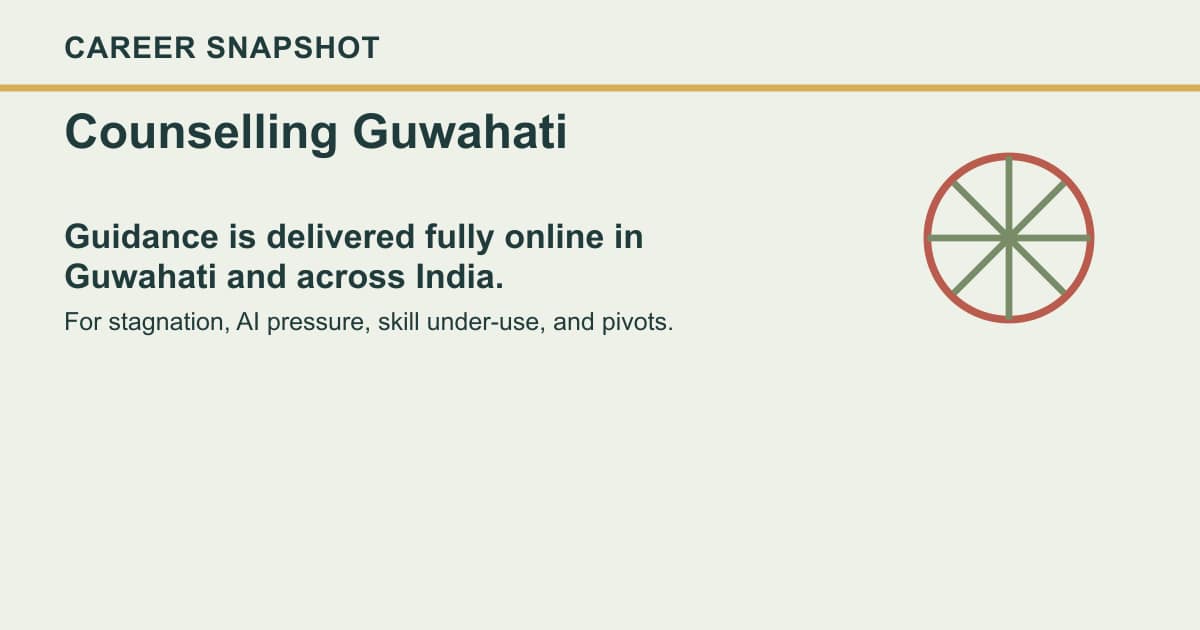 CAREER SNAPSHOT
Counselling Guwahati
Guidance is delivered fully online in
Guwahati and across India.
For stagnation, AI pressure, skill under-use, and pivots.